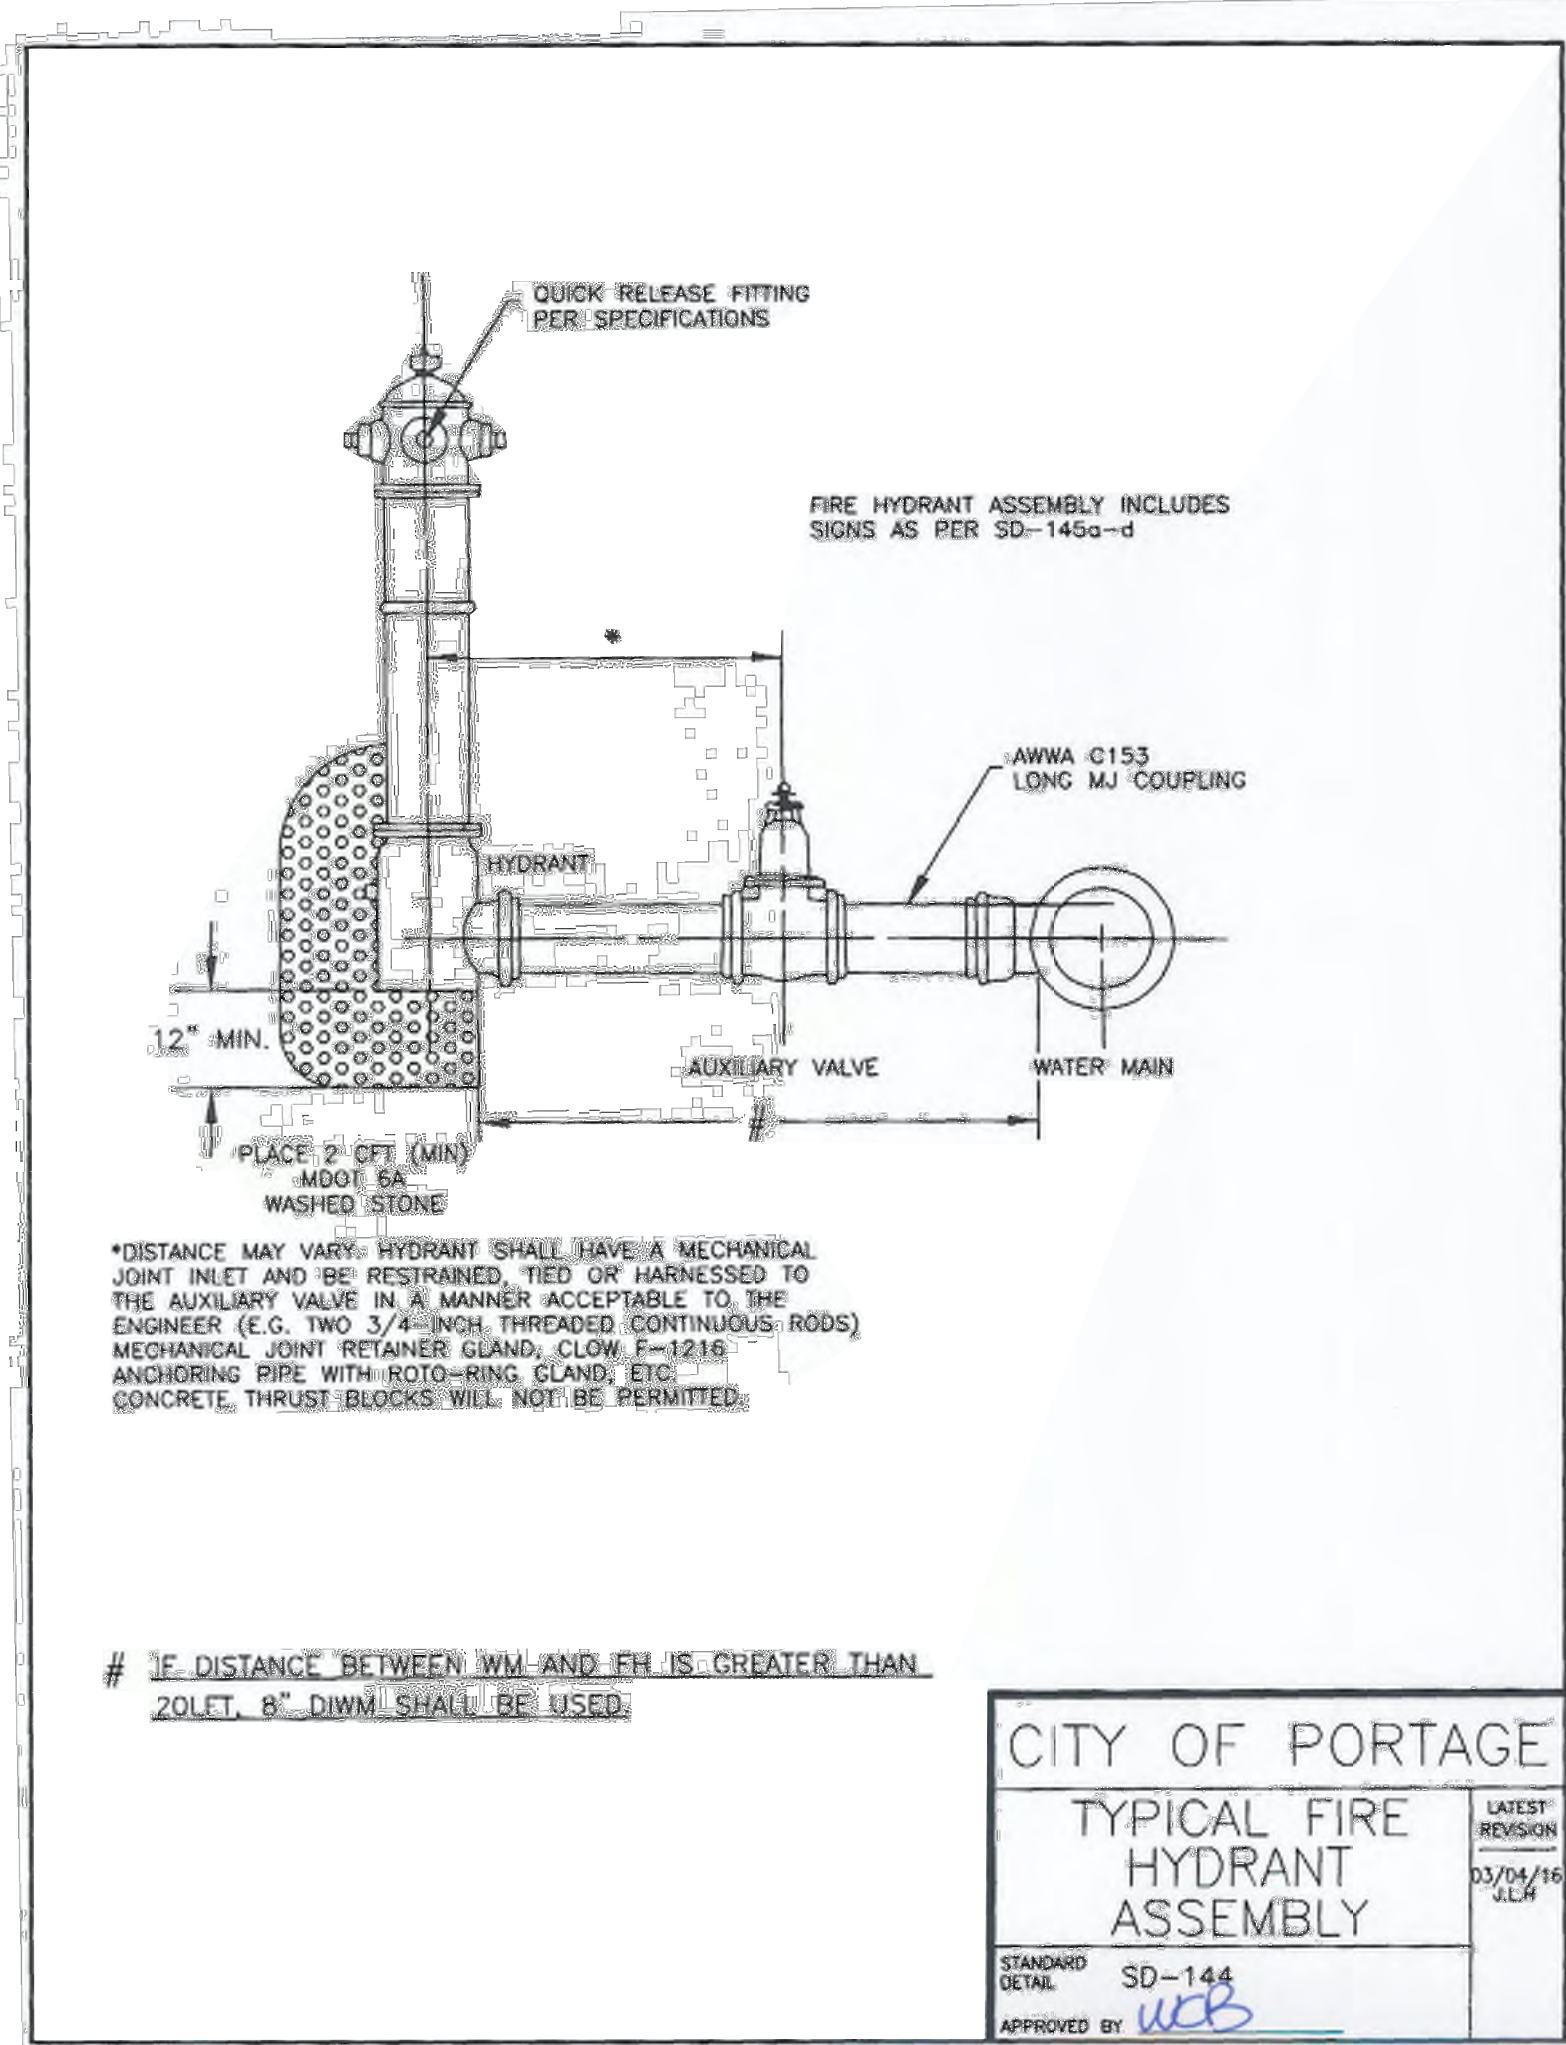 QUICK RELEASE FITTING
PER SPECIFICATIONS
FIRE HYDRANT ASSEMBLY INCLUDES
SIGNS AS PER SD-145a-d
*
AWWA C153
LONG MJ COUPLING
HYDRANT
12" MIN.
AUXILIARY VALVE
WATER MAIN
#
PLACE 2 CFT (MIN)
MDOT 6A
WASHED STONE
*DISTANCE MAY VARY. HYDRANT SHALL HAVE A MECHANICAL
JOINT INLET AND BE RESTRAINED, TIED OR HARNESSED TO
THE AUXILIARY VALVE IN A MANNER ACCEPTABLE TO THE
ENGINEER (E.G. TWO 3/4-INCH THREADED CONTINUOUS RODS)
MECHANICAL JOINT RETAINER GLAND, CLOW F-1216
ANCHORING PIPE WITH ROTO-RING GLAND, ETC.
CONCRETE THRUST BLOCKS WILL NOT BE PERMITTED.
# IF DISTANCE BETWEEN WM AND FH IS GREATER THAN
20LFT, 8" DIWM SHALL BE USED.
CITY OF PORTAGE
TYPICAL FIRE
HYDRANT
ASSEMBLY
LATEST
REVISION
03/04/16
J.L.H
STANDARD
DETAIL
SD-144
APPROVED BY WCB